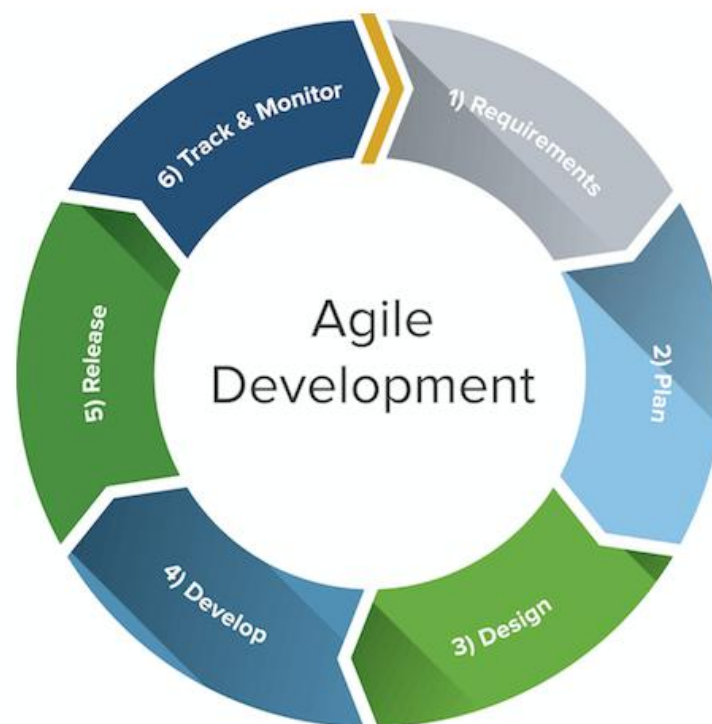 Agile
Development
1) Requirements
2) Plan
3) Design
4) Develop
5) Release
6) Track & Monitor